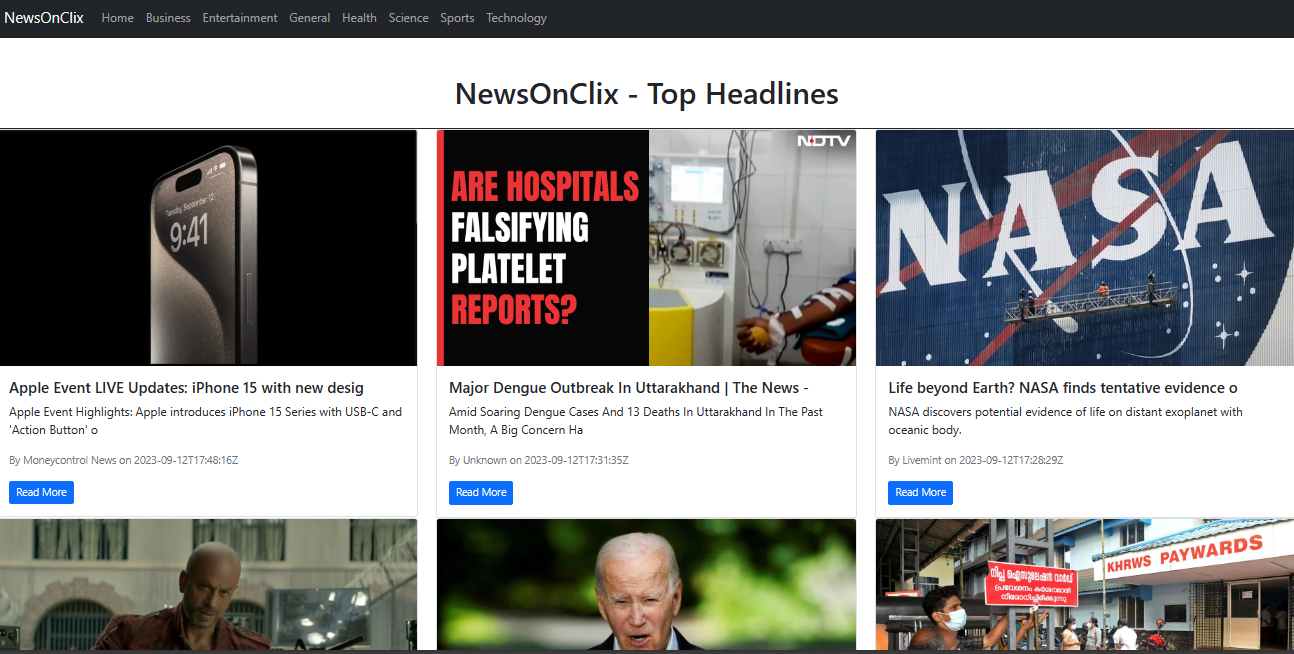 NewsOnClix Home Business Entertainment General Health Science Sports Technology
NewsOnClix - Top Headlines
Tuesday, September 12
9:41
Apple Event LIVE Updates: iPhone 15 with new desig
Apple Event Highlights: Apple introduces iPhone 15 Series with USB-C and
'Action Button' o
By Moneycontrol News on 2023-09-12T17:48:16Z
Read More
NDTV
ARE HOSPITALS
FALSIFYING
PLATELET
REPORTS?
Major Dengue Outbreak In Uttarakhand | The News -
Amid Soaring Dengue Cases And 13 Deaths In Uttarakhand In The Past
Month, A Big Concern Ha
By Unknown on 2023-09-12T17:31:35Z
Read More
NASA
Life beyond Earth? NASA finds tentative evidence o
NASA discovers potential evidence of life on distant exoplanet with
oceanic body.
By Livemint on 2023-09-12T17:28:29Z
Read More
നിപ്പ ഐസൊലേഷൻ വാർഡ്
പ്രവേശനം കർശനമായി
നിരോധിച്ചിരിക്കുന്നു
KHRWS PAYWARDS